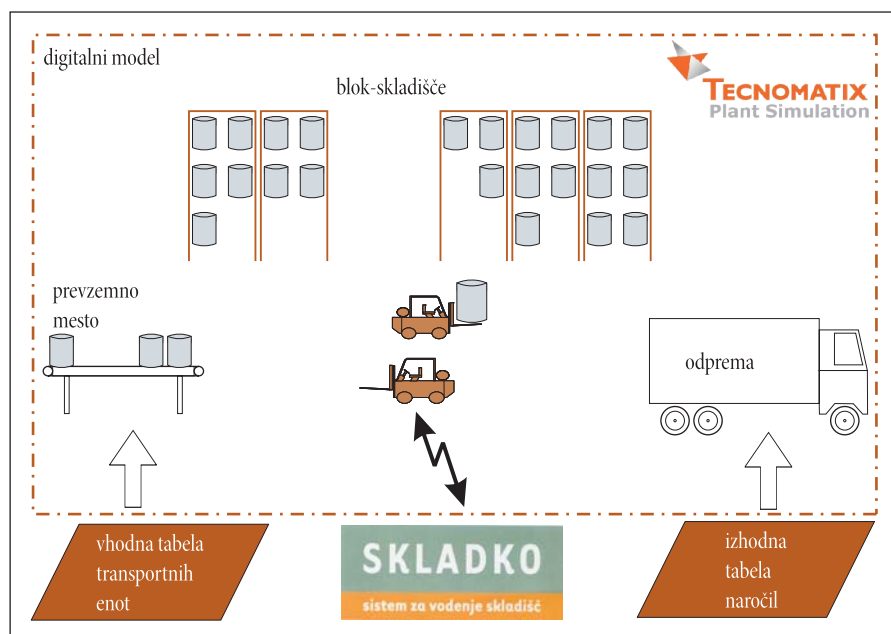 digitalni model
TECNOMATIX
Plant Simulation
blok-skladišče
prevzemno
mesto
odprema
vhodna tabela
transportnih
enot
SKLADKO
sistem za vodenje skladišč
izhodna
tabela
naročil